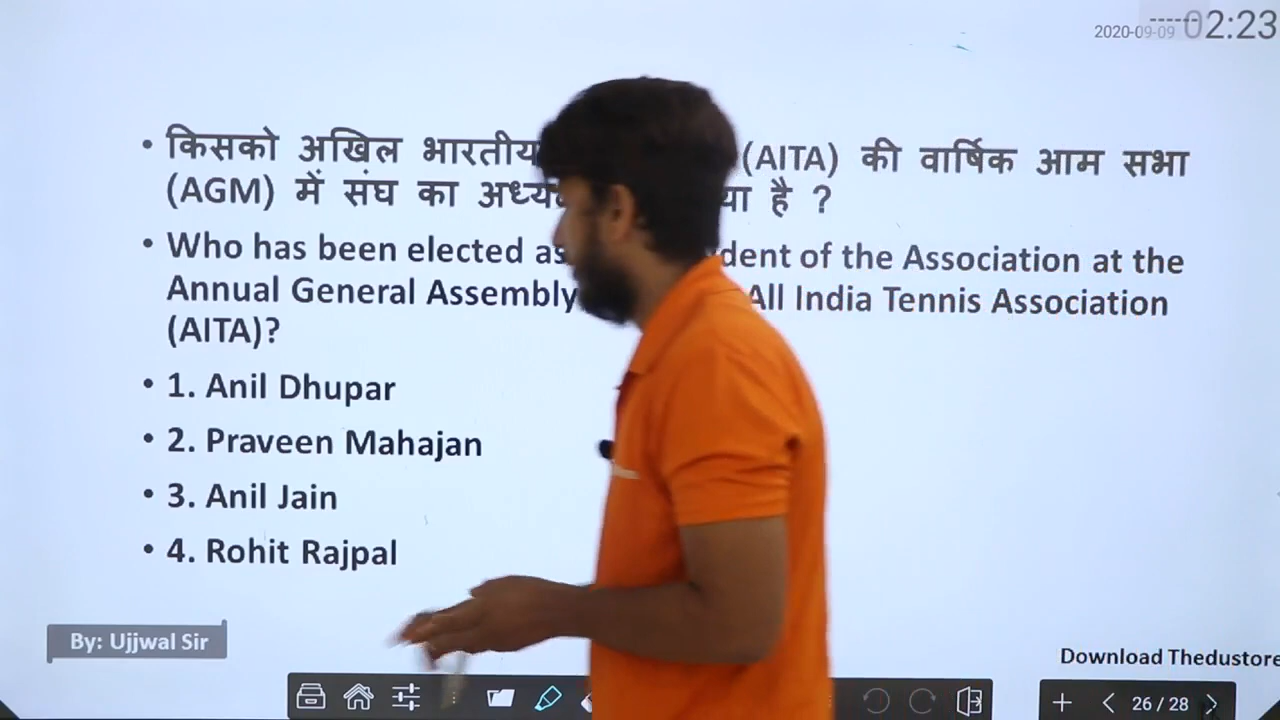 2020-09-09 02:23
• किसको अखिल भारतीय (AITA) की वार्षिक आम सभा
(AGM) में संघ का है ?
• Who has been elected as dent of the Association at the
Annual General Assembly All India Tennis Association
(AITA)?
• 1. Anil Dhupar
• 2. Praveen Mahajan
• 3. Anil Jain
• 4. Rohit Rajpal
By: Ujjwal Sir
Download Thedustore
26 / 28